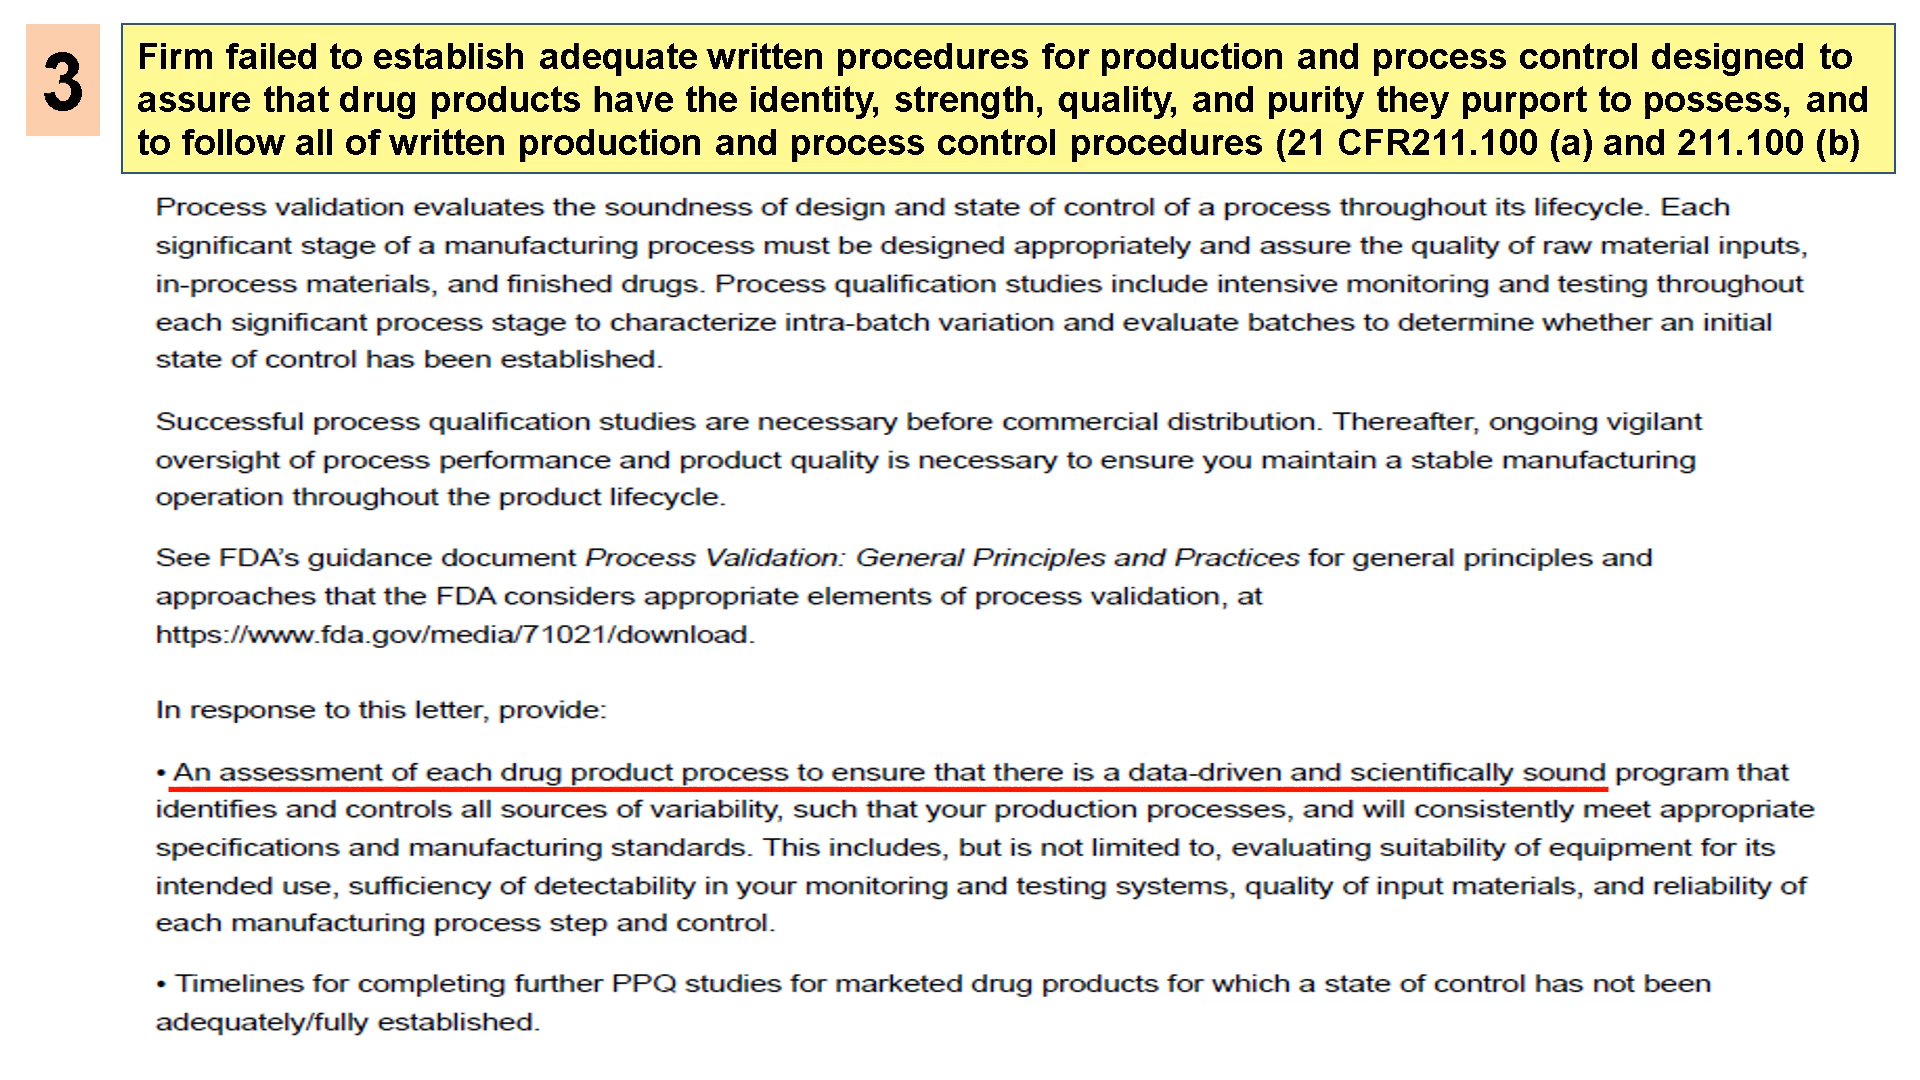 3
Firm failed to establish adequate written procedures for production and process control designed to
assure that drug products have the identity, strength, quality, and purity they purport to possess, and
to follow all of written production and process control procedures (21 CFR211.100 (a) and 211.100 (b)
Process validation evaluates the soundness of design and state of control of a process throughout its lifecycle. Each
significant stage of a manufacturing process must be designed appropriately and assure the quality of raw material inputs,
in-process materials, and finished drugs. Process qualification studies include intensive monitoring and testing throughout
each significant process stage to characterize intra-batch variation and evaluate batches to determine whether an initial
state of control has been established.
Successful process qualification studies are necessary before commercial distribution. Thereafter, ongoing vigilant
oversight of process performance and product quality is necessary to ensure you maintain a stable manufacturing
operation throughout the product lifecycle.
See FDA’s guidance document Process Validation: General Principles and Practices for general principles and
approaches that the FDA considers appropriate elements of process validation, at
https://www.fda.gov/media/71021/download.
In response to this letter, provide:
• An assessment of each drug product process to ensure that there is a data-driven and scientifically sound program that
identifies and controls all sources of variability, such that your production processes, and will consistently meet appropriate
specifications and manufacturing standards. This includes, but is not limited to, evaluating suitability of equipment for its
intended use, sufficiency of detectability in your monitoring and testing systems, quality of input materials, and reliability of
each manufacturing process step and control.
• Timelines for completing further PPQ studies for marketed drug products for which a state of control has not been
adequately/fully established.